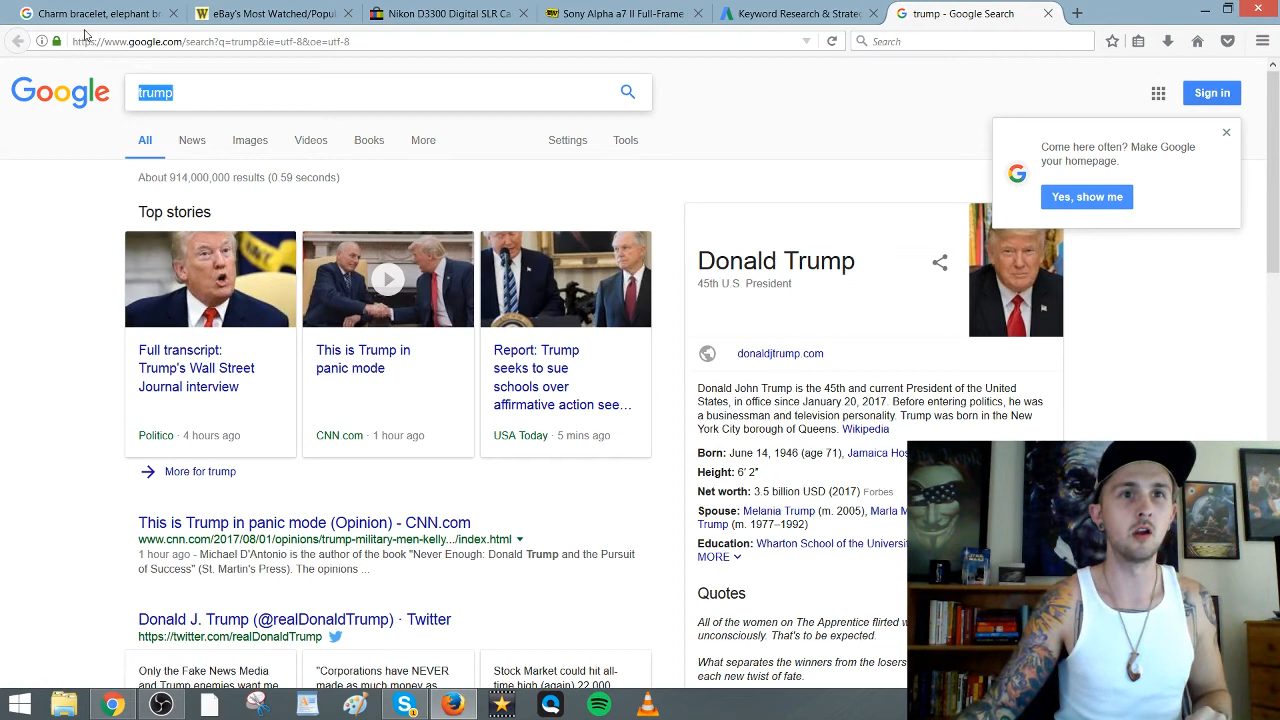 Charm bracelet, elephant br
eBay's Most Watched/Popul
Nikon D3300 Digital SLR Ca
Sony Alpha a7 II Full-Frame
Keyword Research & Strateg
trump - Google Search
https://www.google.com/search?q=trump&ie=utf-8&oe=utf-8
Search
Google
trump
Sign in
All
News
Images
Videos
Books
More
Settings
Tools
Come here often? Make Google
your homepage.
Yes, show me
About 914,000,000 results (0.59 seconds)
Top stories
Full transcript:
Trump's Wall Street
Journal interview
Politico · 4 hours ago
This is Trump in
panic mode
CNN.com · 1 hour ago
Report: Trump
seeks to sue
schools over
affirmative action see...
USA Today · 5 mins ago
More for trump
This is Trump in panic mode (Opinion) - CNN.com
www.cnn.com/2017/08/01/opinions/trump-military-men-kelly.../index.html
1 hour ago - Michael D'Antonio is the author of the book "Never Enough: Donald Trump and the Pursuit
of Success" (St. Martin's Press). The opinions ...
Donald J. Trump (@realDonaldTrump) · Twitter
https://twitter.com/realDonaldTrump
Only the Fake News Media
and Trump enemies want me
Corporations have NEVER
made as much money as
Stock Market could hit all-
time high (again) 22,000
Donald Trump
45th U.S. President
donaldjtrump.com
Donald John Trump is the 45th and current President of the United
States, in office since January 20, 2017. Before entering politics, he was
a businessman and television personality. Trump was born in the New
York City borough of Queens. Wikipedia
Born: June 14, 1946 (age 71), Jamaica Hos
Height: 6' 2"
Net worth: 3.5 billion USD (2017) Forbes
Spouse: Melania Trump (m. 2005), Marla M
Trump (m. 1977–1992)
Education: Wharton School of the Universi
MORE
Quotes
All of the women on The Apprentice flirted w
unconsciously. That's to be expected.
What separates the winners from the losers
each new twist of fate.